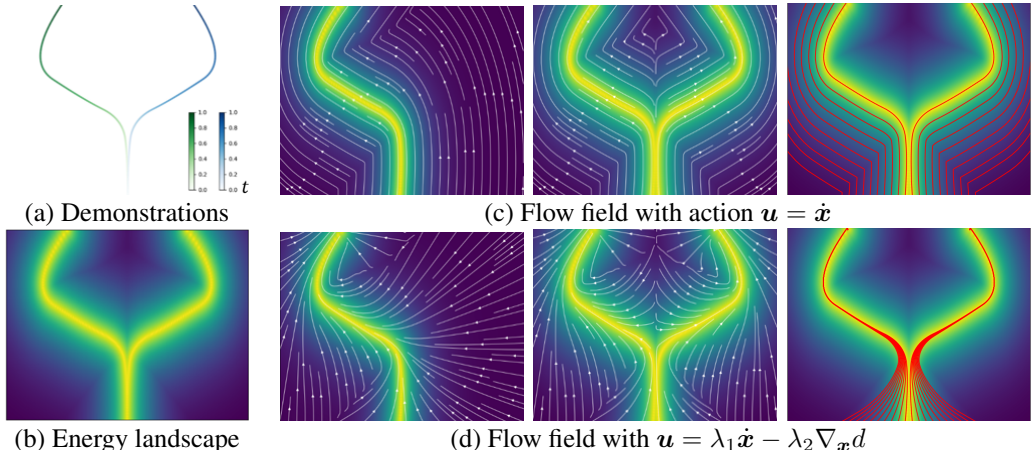 1.0
1.0
0.8
0.8
0.6
0.6
0.4
0.4
0.2
0.2
0.0
0.0
t
(a) Demonstrations
(b) Energy landscape
(c) Flow field with action u = ẋ
(d) Flow field with u = λ₁ẋ − λ₂∇ₓd